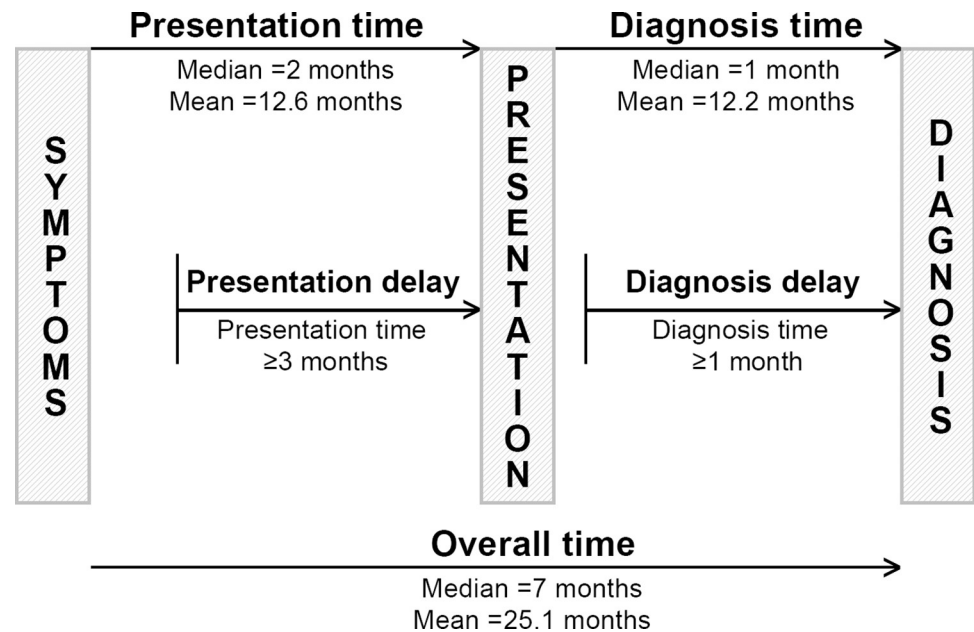 Presentation time
Median =2 months
Mean =12.6 months
Diagnosis time
Median =1 month
Mean =12.2 months
SYMPTOMS
PRESENTATION
DIAGNOSIS
Presentation delay
Presentation time
≥3 months
Diagnosis delay
Diagnosis time
≥1 month
Overall time
Median =7 months
Mean =25.1 months